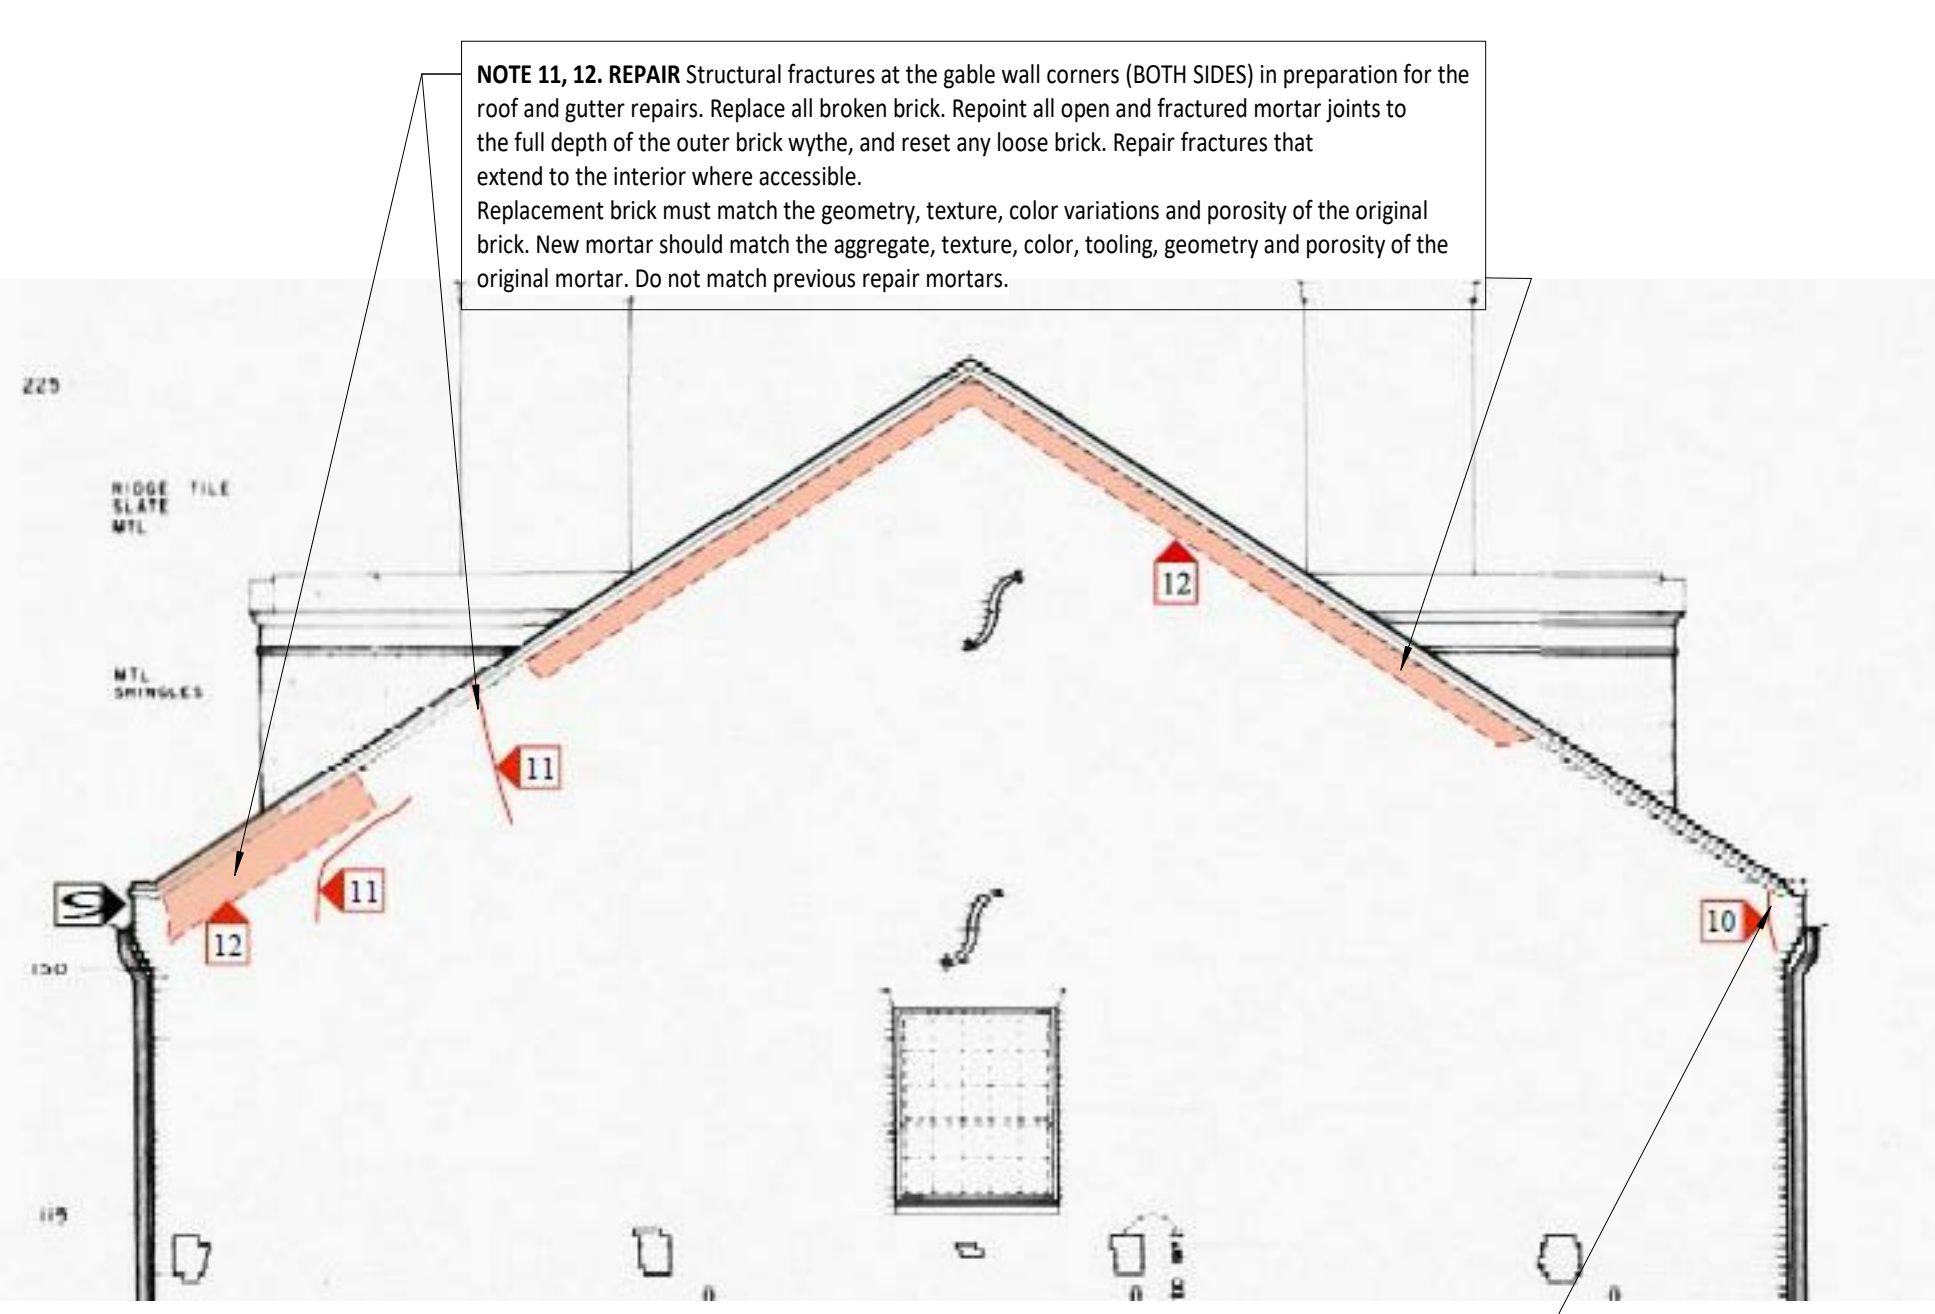 NOTE 11, 12. REPAIR Structural fractures at the gable wall corners (BOTH SIDES) in preparation for the
roof and gutter repairs. Replace all broken brick. Repoint all open and fractured mortar joints to
the full depth of the outer brick wythe, and reset any loose brick. Repair fractures that
extend to the interior where accessible.
Replacement brick must match the geometry, texture, color variations and porosity of the original
brick. New mortar should match the aggregate, texture, color, tooling, geometry and porosity of the
original mortar. Do not match previous repair mortars.
225
RIDGE TILE
SLATE
MTL
12
MTL
SHINGLES
11
11
9
10
12
150